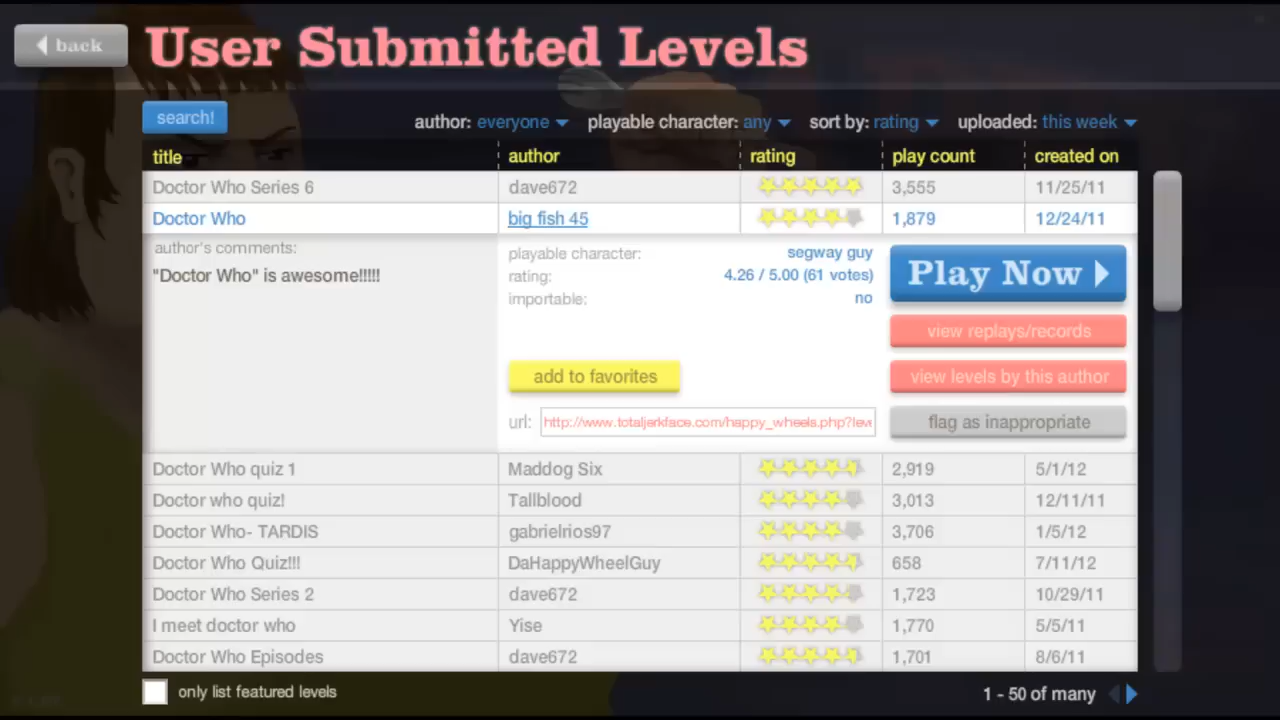 back
User Submitted Levels
search!
author: everyone playable character: any sort by: rating uploaded: this week
title author rating play count created on
Doctor Who Series 6 dave672 3,555 11/25/11
Doctor Who big fish 45 1,879 12/24/11
author's comments:
"Doctor Who" is awesome!!!!!
playable character: segway guy
rating: 4.26 / 5.00 (61 votes)
importable: no
Play Now
view replays/records
add to favorites
view levels by this author
url: http://www.totaljerkface.com/happy_wheels.php?leve
flag as inappropriate
Doctor Who quiz 1 Maddog Six 2,919 5/1/12
Doctor who quiz! Tallblood 3,013 12/11/11
Doctor Who- TARDIS gabrielrios97 3,706 1/5/12
Doctor Who Quiz!!! DaHappyWheelGuy 658 7/11/12
Doctor Who Series 2 dave672 1,723 10/29/11
I meet doctor who Yise 1,770 5/5/11
Doctor Who Episodes dave672 1,701 8/6/11
only list featured levels
1 - 50 of many